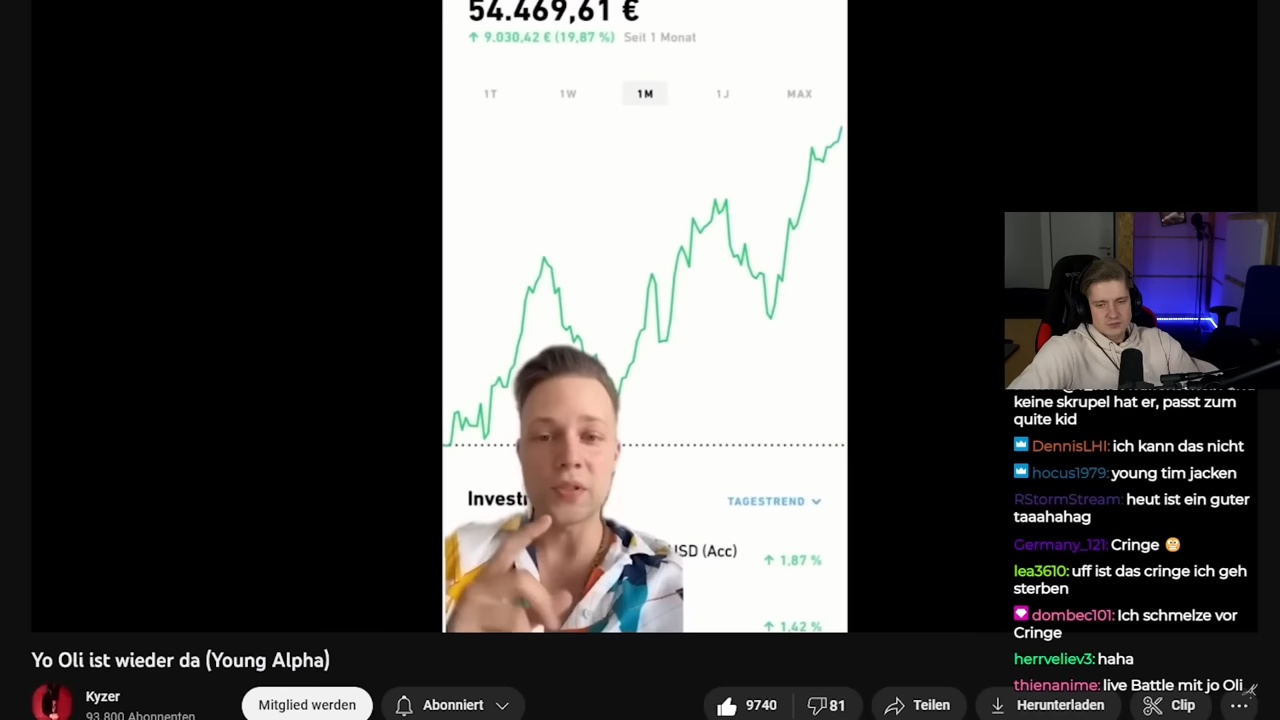 54.469,61 €
↑ 9.030,42 € (19,87 %) Seit 1 Monat
1T 1W 1M 1J MAX
TAGESTREND
USD (Acc)
↑ 1,87 %
↑ 1,42 %
keine skrupel hat er, passt zum
quite kid
DennisLHI: ich kann das nicht
hocus1979: young tim jacken
RStormStream: heut ist ein guter
taaahahag
Germany_121: Cringe 😬
lea3610: uff ist das cringe ich geh
sterben
dombec101: Ich schmelze vor
Cringe
herrveliev3: haha
thienanime: live Battle mit jo Oli
Yo Oli ist wieder da (Young Alpha)
Kyzer
93.800 Abonnenten
Mitglied werden
Abonniert
9740
81
Teilen
Herunterladen
Clip